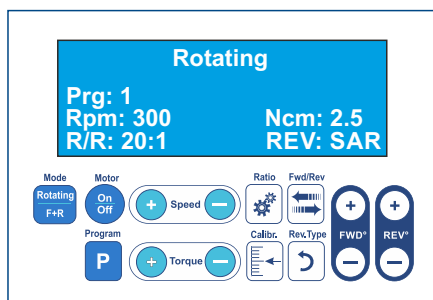 Rotating
Prg: 1
Rpm: 300 Ncm: 2.5
R/R: 20:1 REV: SAR
Mode Motor Ratio Fwd/Rev
Rotating
F+R
On
Off
+ Speed −
+ +
FWD° REV°
− −
Program Calibr. Rev.Type
P
+ Torque −